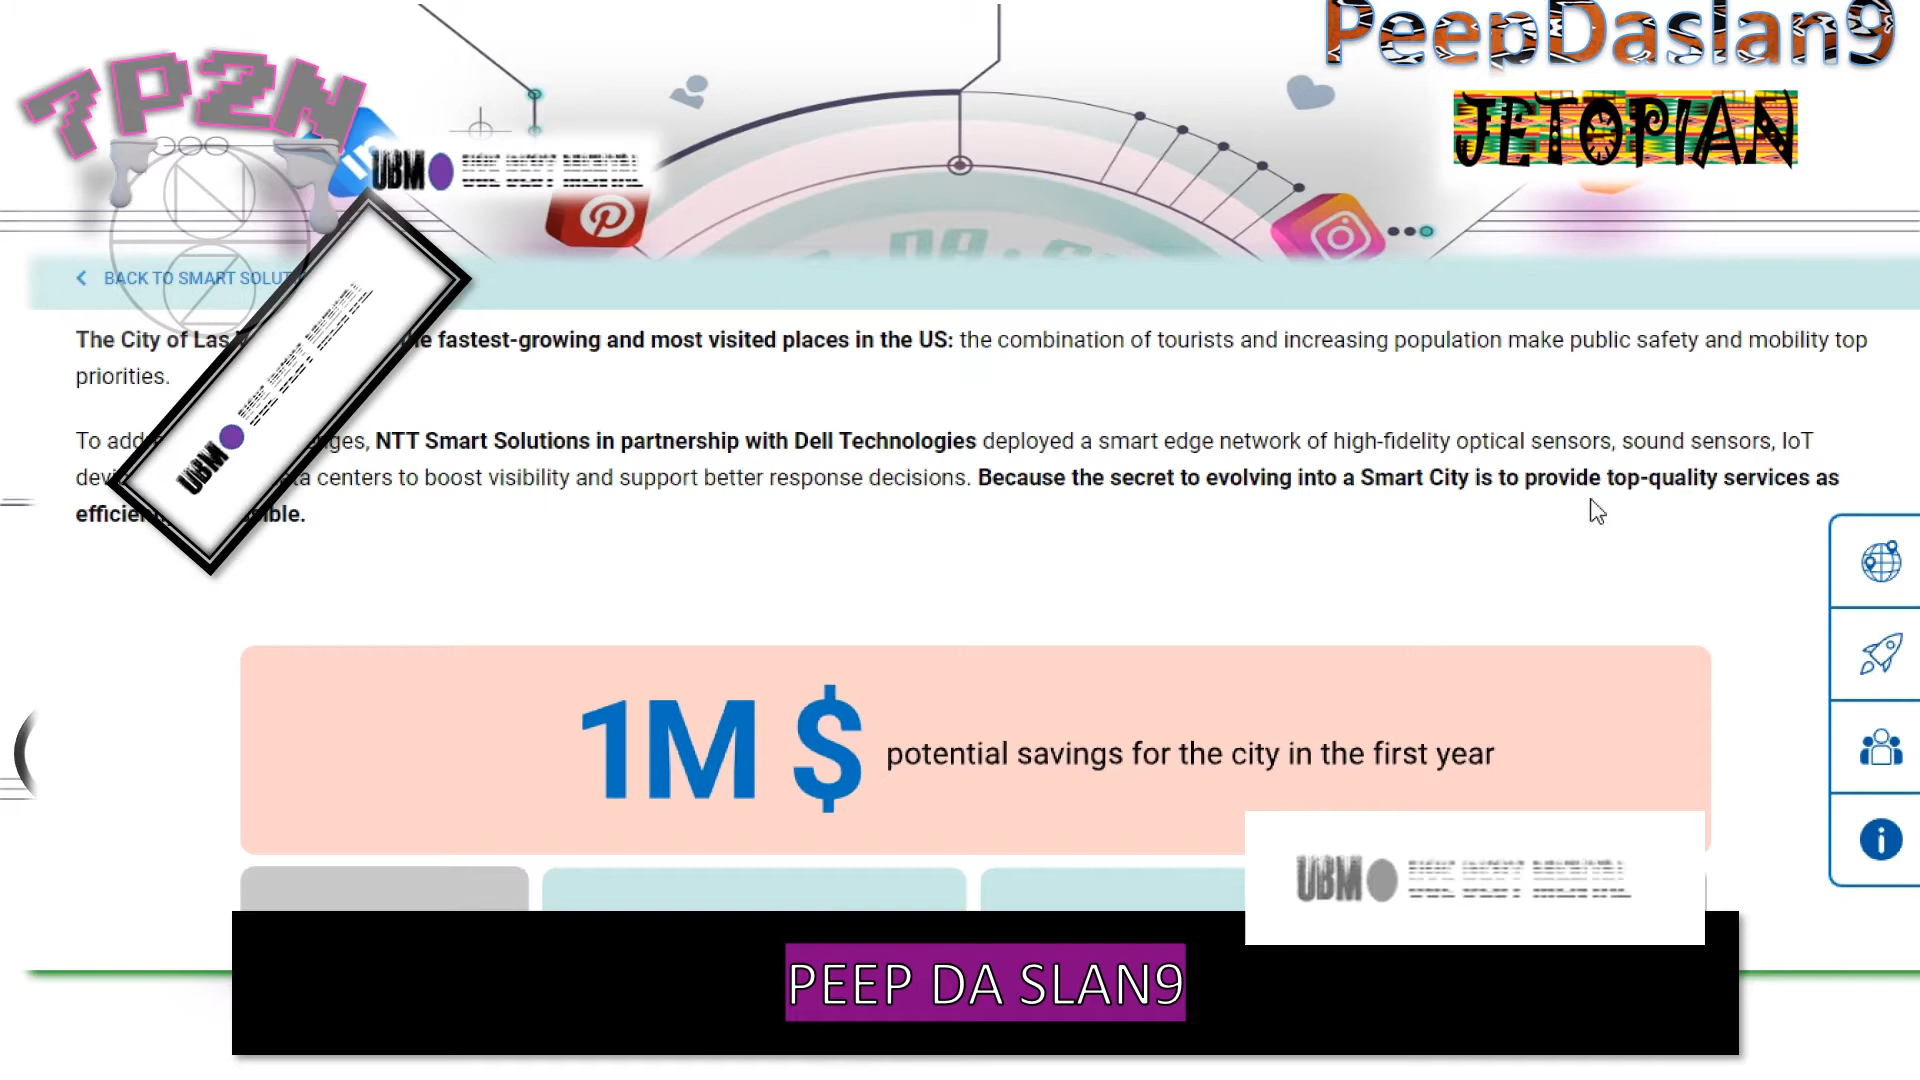 PeepDaslan9
7P2N
JETOPIAN
UBM
BACK TO SMART SOLUT
The City of Las fastest-growing and most visited places in the US: the combination of tourists and increasing population make public safety and mobility top
priorities.
To NTT Smart Solutions in partnership with Dell Technologies deployed a smart edge network of high-fidelity optical sensors, sound sensors, IoT
centers to boost visibility and support better response decisions. Because the secret to evolving into a Smart City is to provide top-quality services as
UBM
1M $ potential savings for the city in the first year
UBM
PEEP DA SLAN9